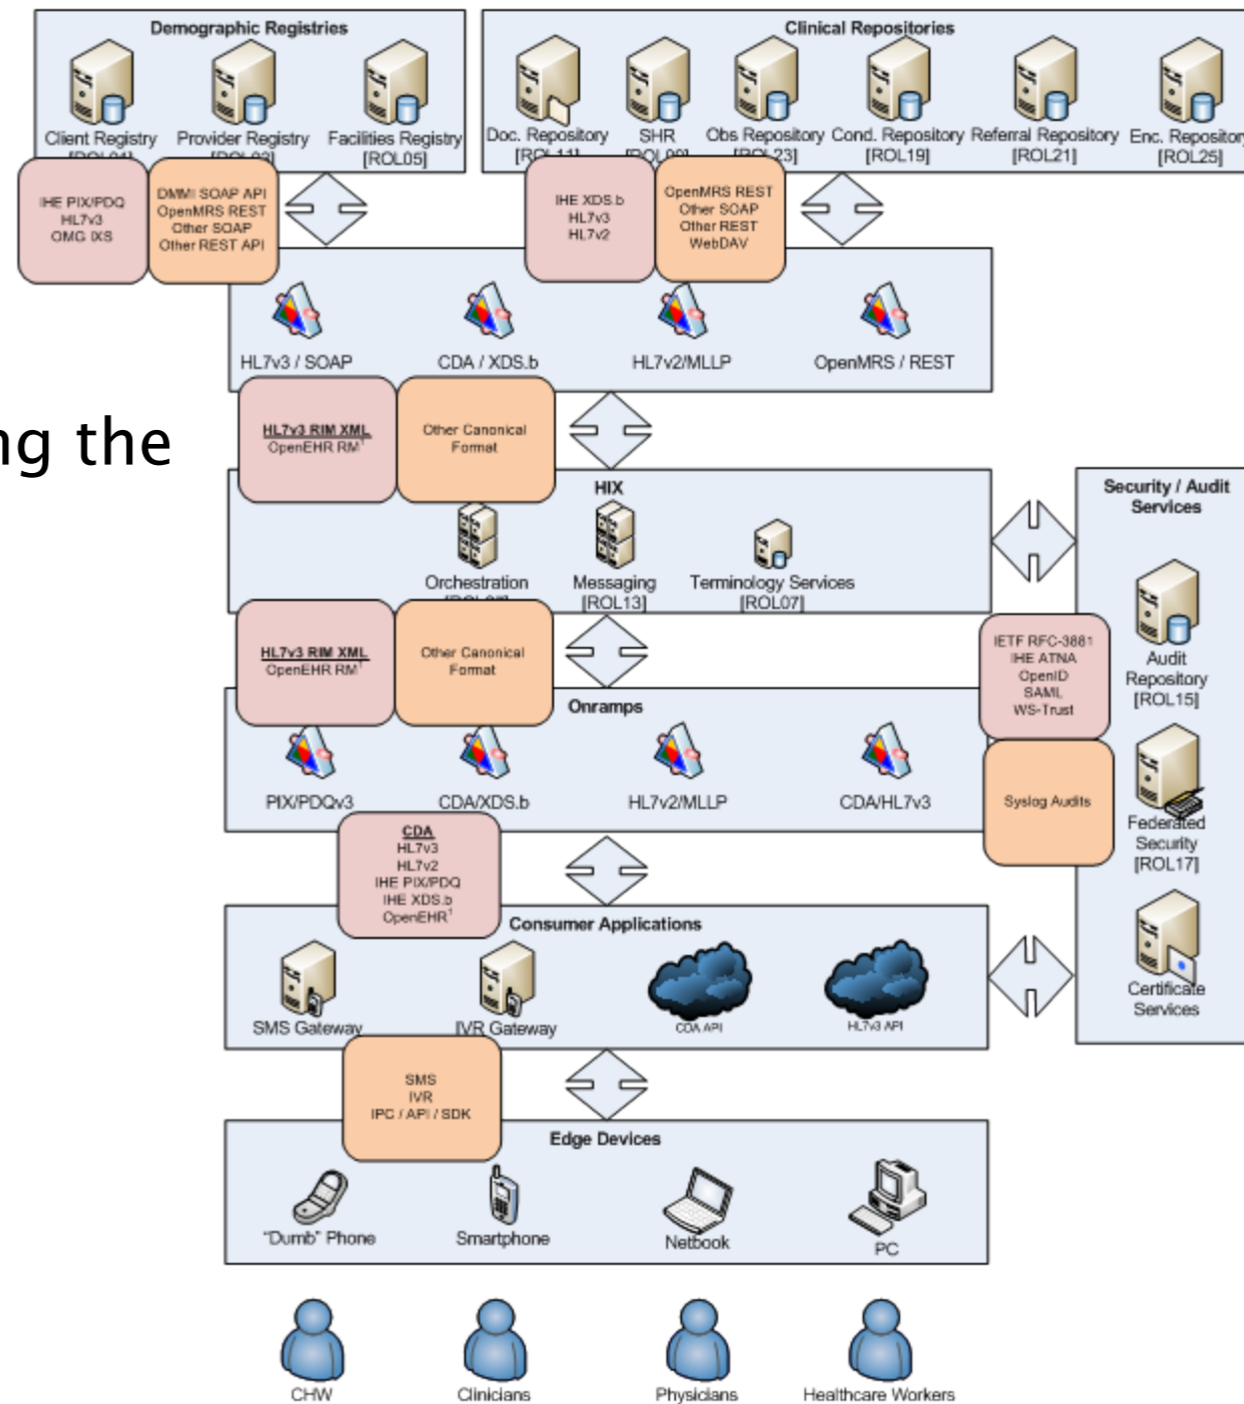 Demographic Registries
Client Registry
Provider Registry
Facilities Registry
[ROL05]
Clinical Repositories
Doc. Repository
[ROL11]
SHR
Obs Repository
[ROL23]
Cond. Repository
[ROL19]
Referral Repository
[ROL21]
Enc. Repository
[ROL25]
IHE PIX/PDQ
HL7v3
OMG IXS
DMMI SOAP API
OpenMRS REST
Other SOAP
Other REST API
IHE XDS.b
HL7v3
HL7v2
OpenMRS REST
Other SOAP
Other REST
WebDAV
HL7v3 / SOAP
CDA / XDS.b
HL7v2/MLLP
OpenMRS / REST
ng the
HL7v3 RIM XML
OpenEHR RM¹
Other Canonical
Format
HIX
Orchestration
Messaging
[ROL13]
Terminology Services
[ROL07]
Security / Audit
Services
Audit
Repository
[ROL15]
Federated
Security
[ROL17]
Certificate
Services
IETF RFC-3881
IHE ATNA
OpenID
SAML
WS-Trust
Syslog Audits
HL7v3 RIM XML
OpenEHR RM¹
Other Canonical
Format
Onramps
PIX/PDQv3
CDA/XDS.b
HL7v2/MLLP
CDA/HL7v3
CDA
HL7v3
HL7v2
IHE PIX/PDQ
IHE XDS.b
OpenEHR¹
Consumer Applications
SMS Gateway
IVR Gateway
CDA API
HL7v3 API
SMS
IVR
IPC / API / SDK
Edge Devices
"Dumb" Phone
Smartphone
Netbook
PC
CHW
Clinicians
Physicians
Healthcare Workers